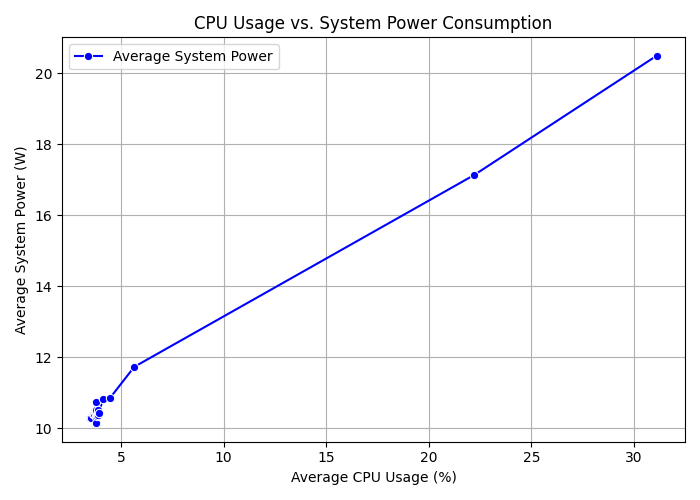 CPU Usage vs. System Power Consumption
Average System Power
20
18
16
14
12
10
Average System Power (W)
5 10 15 20 25 30
Average CPU Usage (%)